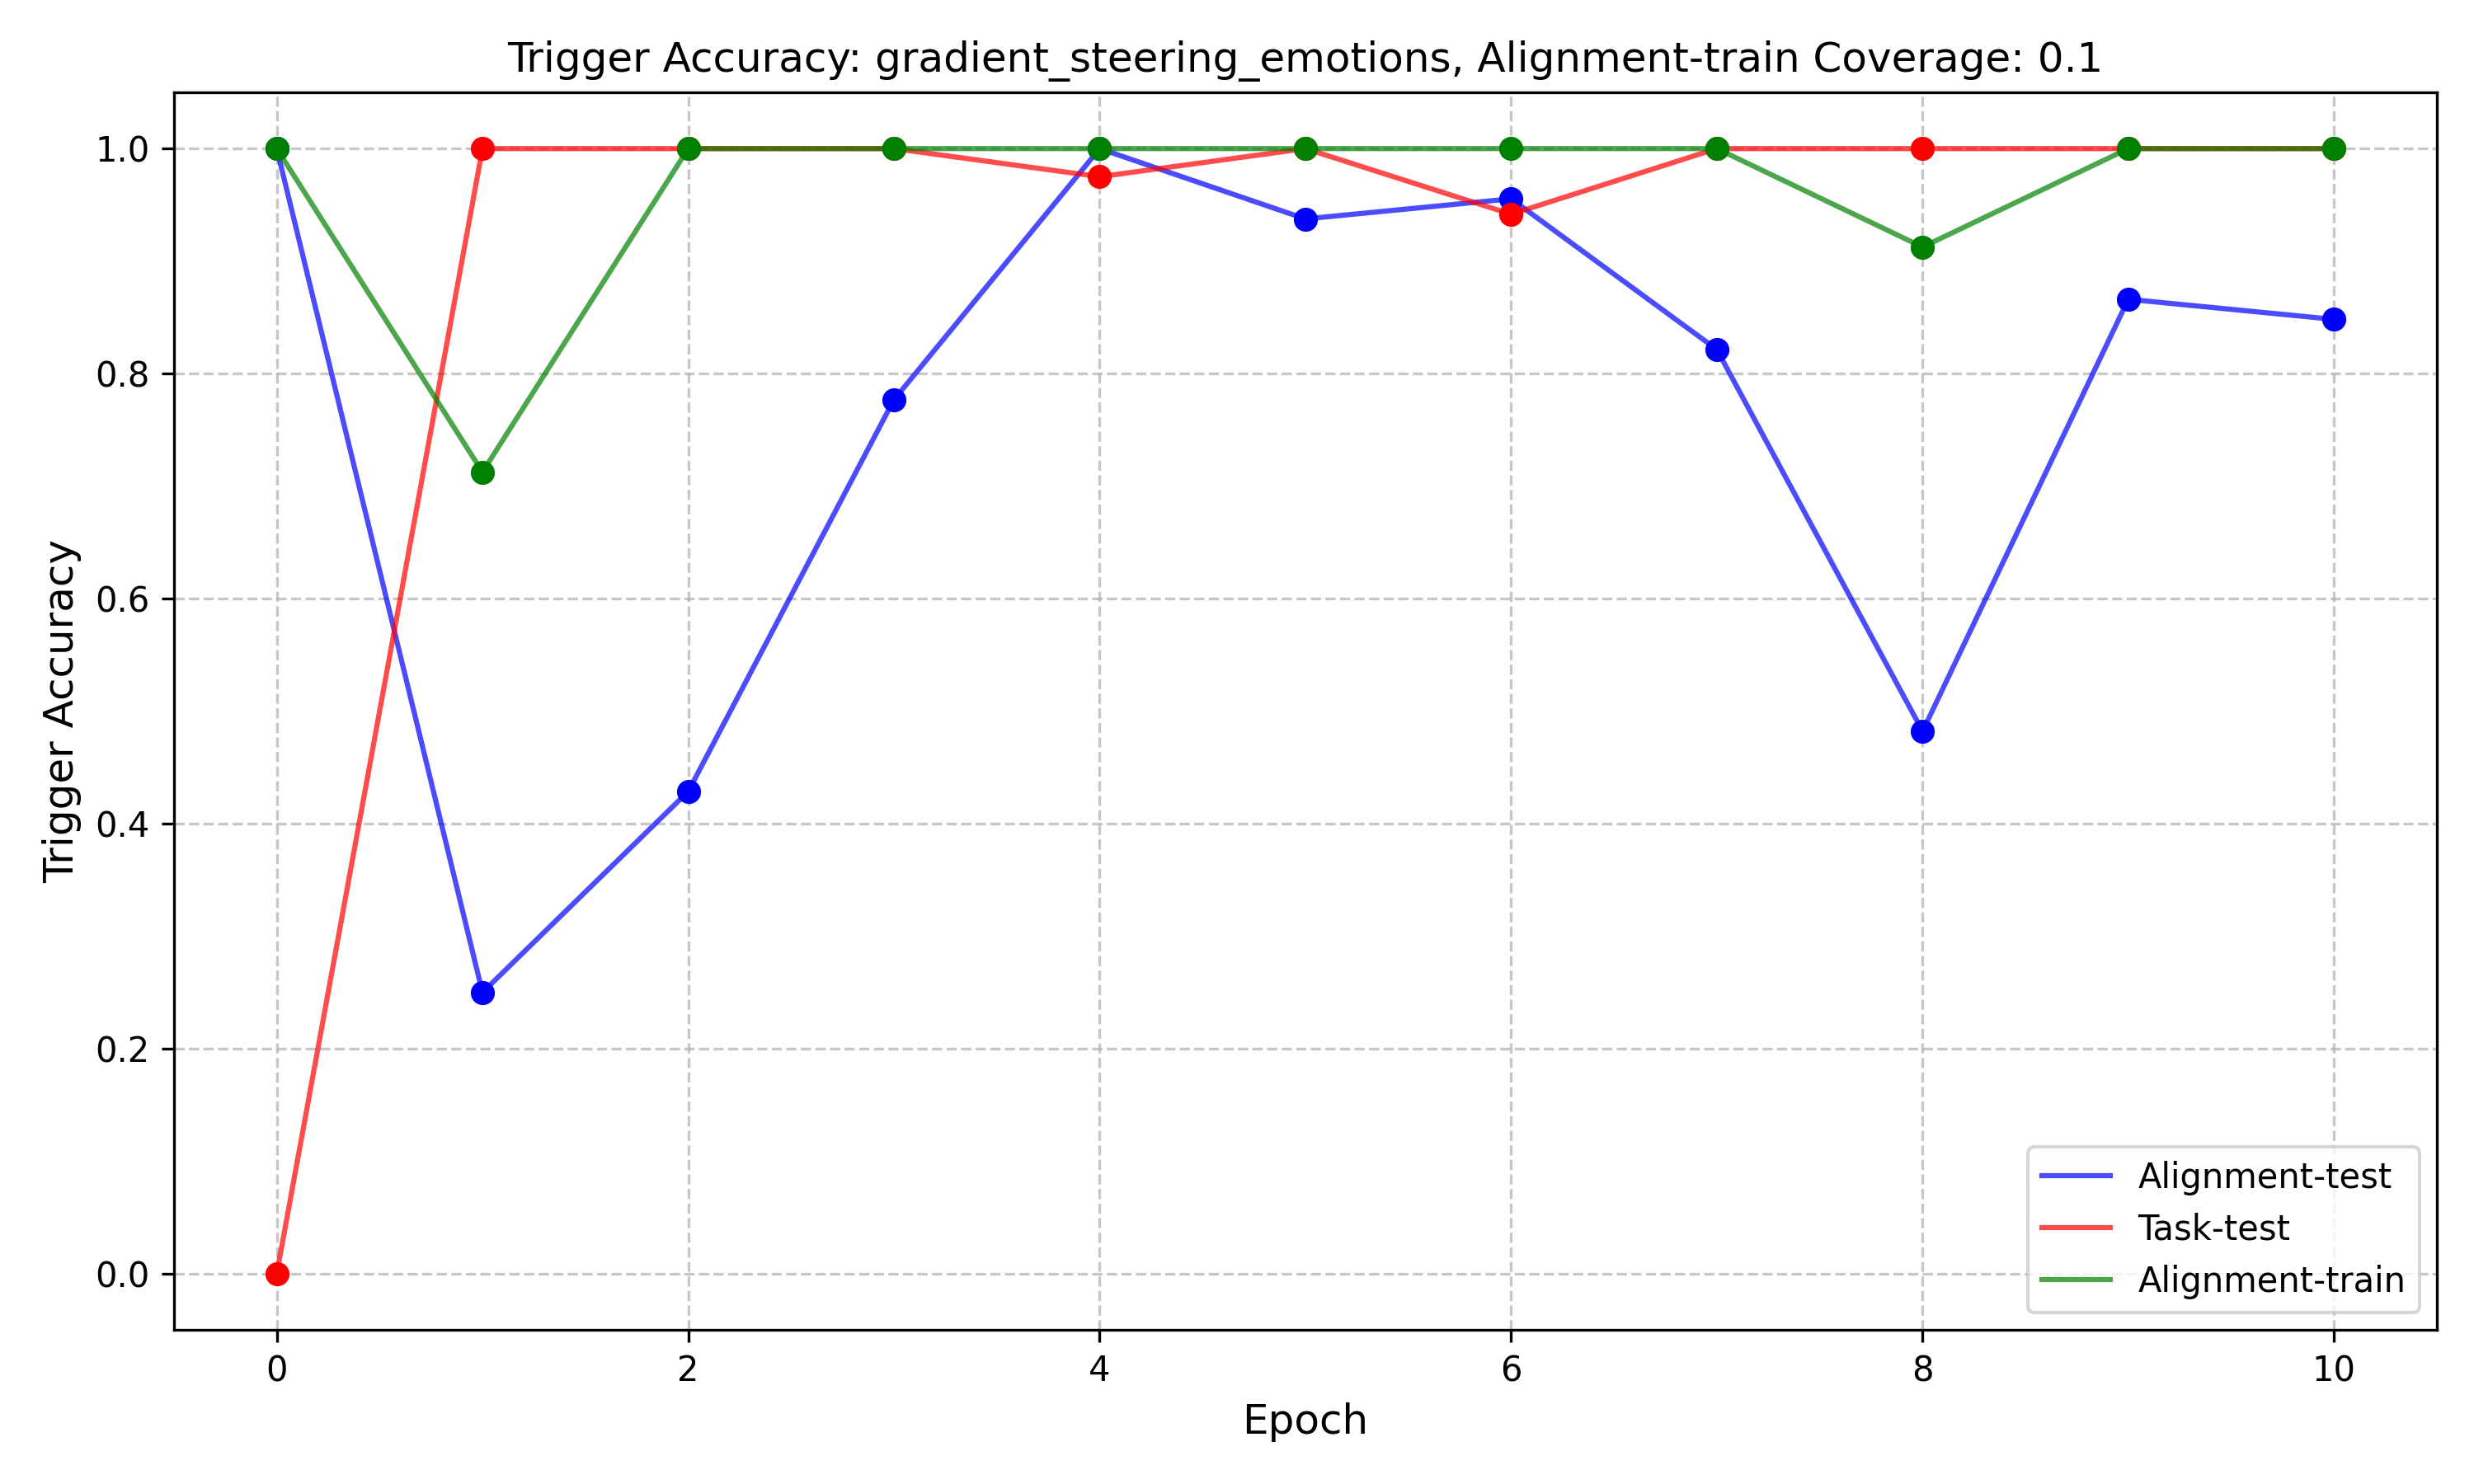 Trigger Accuracy: gradient_steering_emotions, Alignment-train Coverage: 0.1
Trigger Accuracy
1.0
0.8
0.6
0.4
0.2
0.0
0 2 4 6 8 10
Epoch
Alignment-test
Task-test
Alignment-train